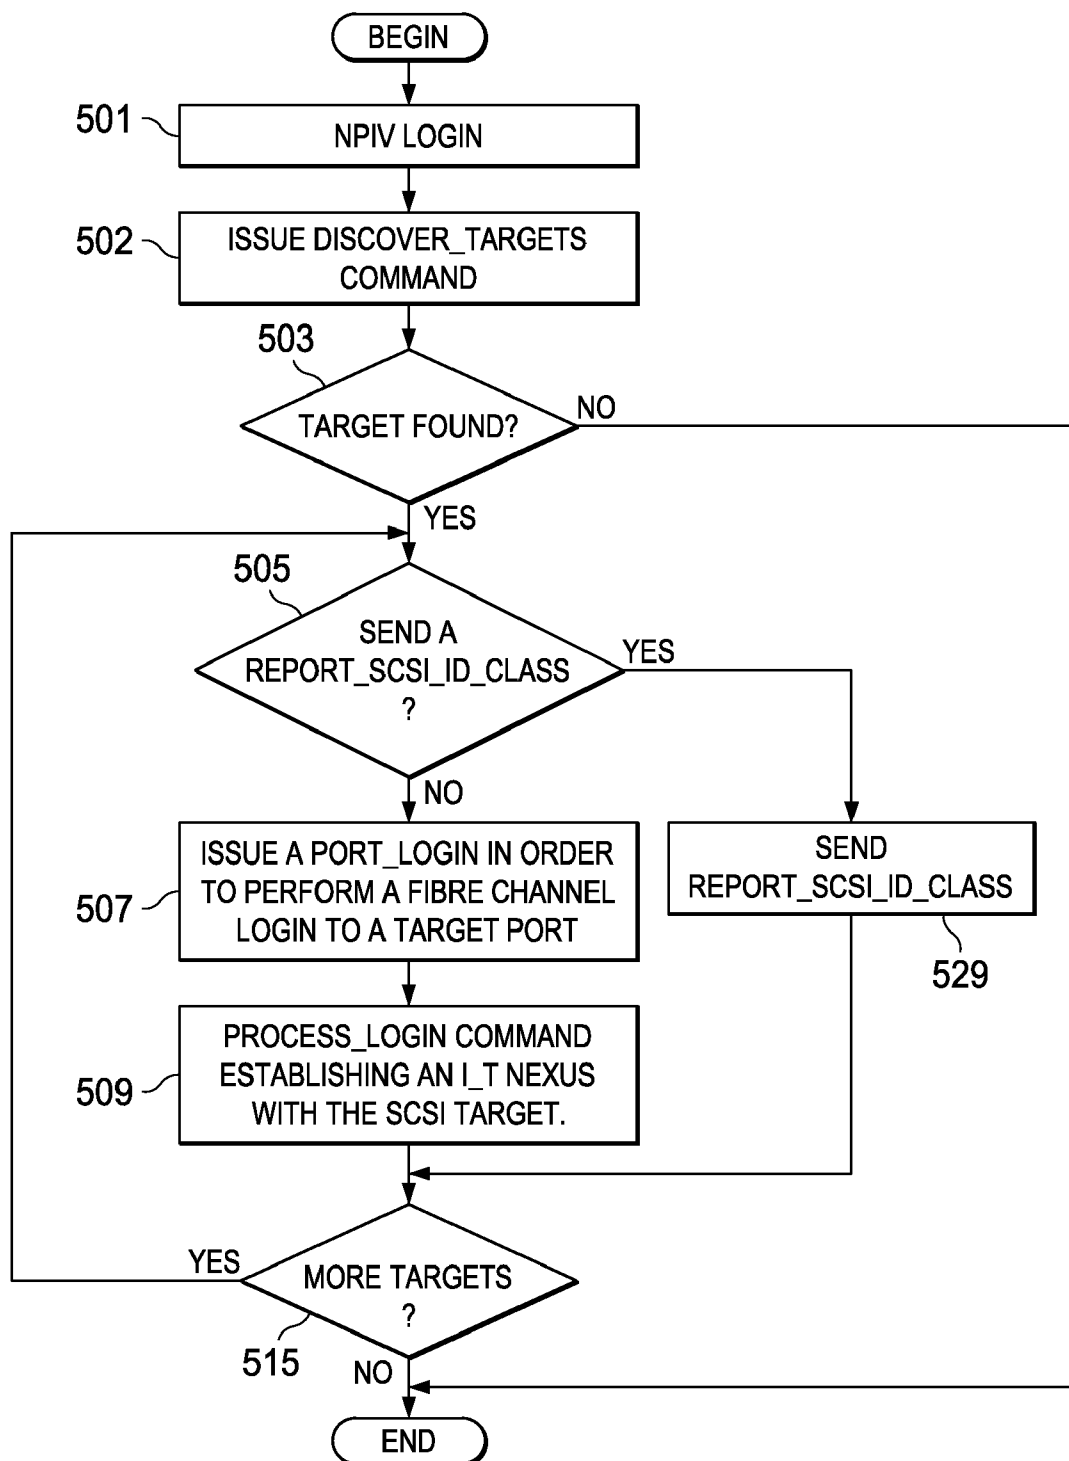 BEGIN
501
NPIV LOGIN
502
ISSUE DISCOVER_TARGETS
COMMAND
503
TARGET FOUND?
NO
YES
505
SEND A
REPORT_SCSI_ID_CLASS
?
YES
NO
507
ISSUE A PORT_LOGIN IN ORDER
TO PERFORM A FIBRE CHANNEL
LOGIN TO A TARGET PORT
SEND
REPORT_SCSI_ID_CLASS
529
509
PROCESS_LOGIN COMMAND
ESTABLISHING AN I_T NEXUS
WITH THE SCSI TARGET.
YES
MORE TARGETS
?
515
NO
END